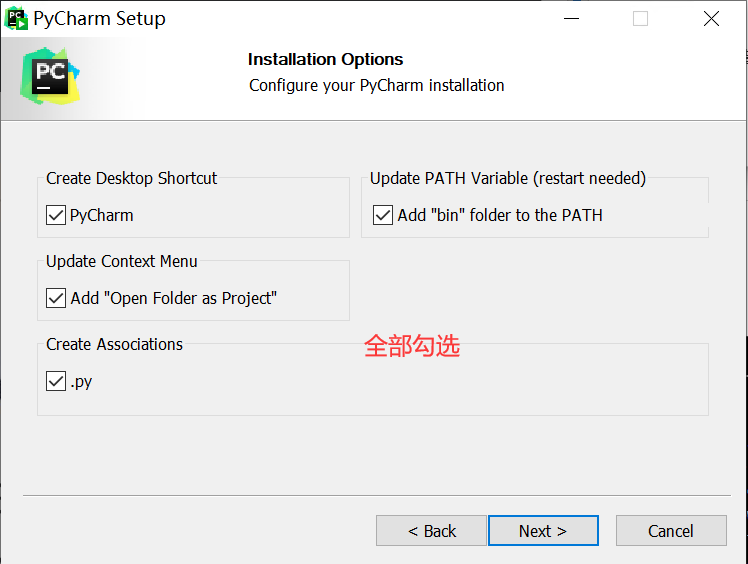 PyCharm Setup
PC
Installation Options
Configure your PyCharm installation
Create Desktop Shortcut
PyCharm
Update PATH Variable (restart needed)
Add "bin" folder to the PATH
Update Context Menu
Add "Open Folder as Project"
Create Associations
.py
全部勾选
< Back
Next >
Cancel